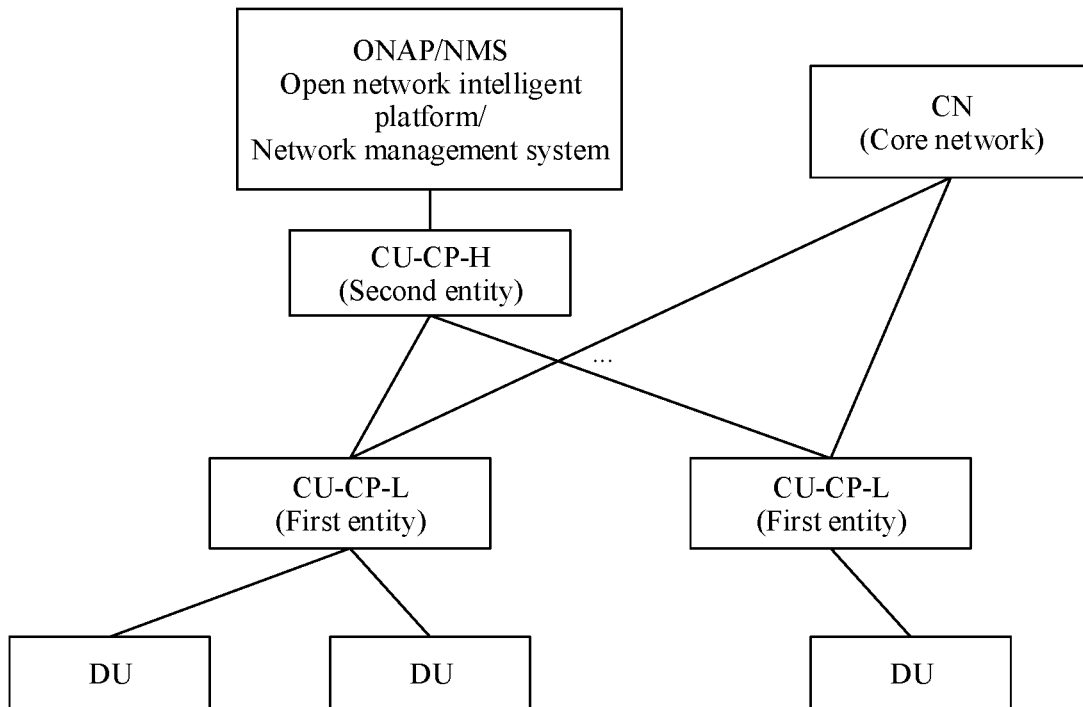 ONAP/NMS
Open network intelligent
platform/
Network management system
CN
(Core network)
CU-CP-H
(Second entity)
...
CU-CP-L
(First entity)
CU-CP-L
(First entity)
DU
DU
DU